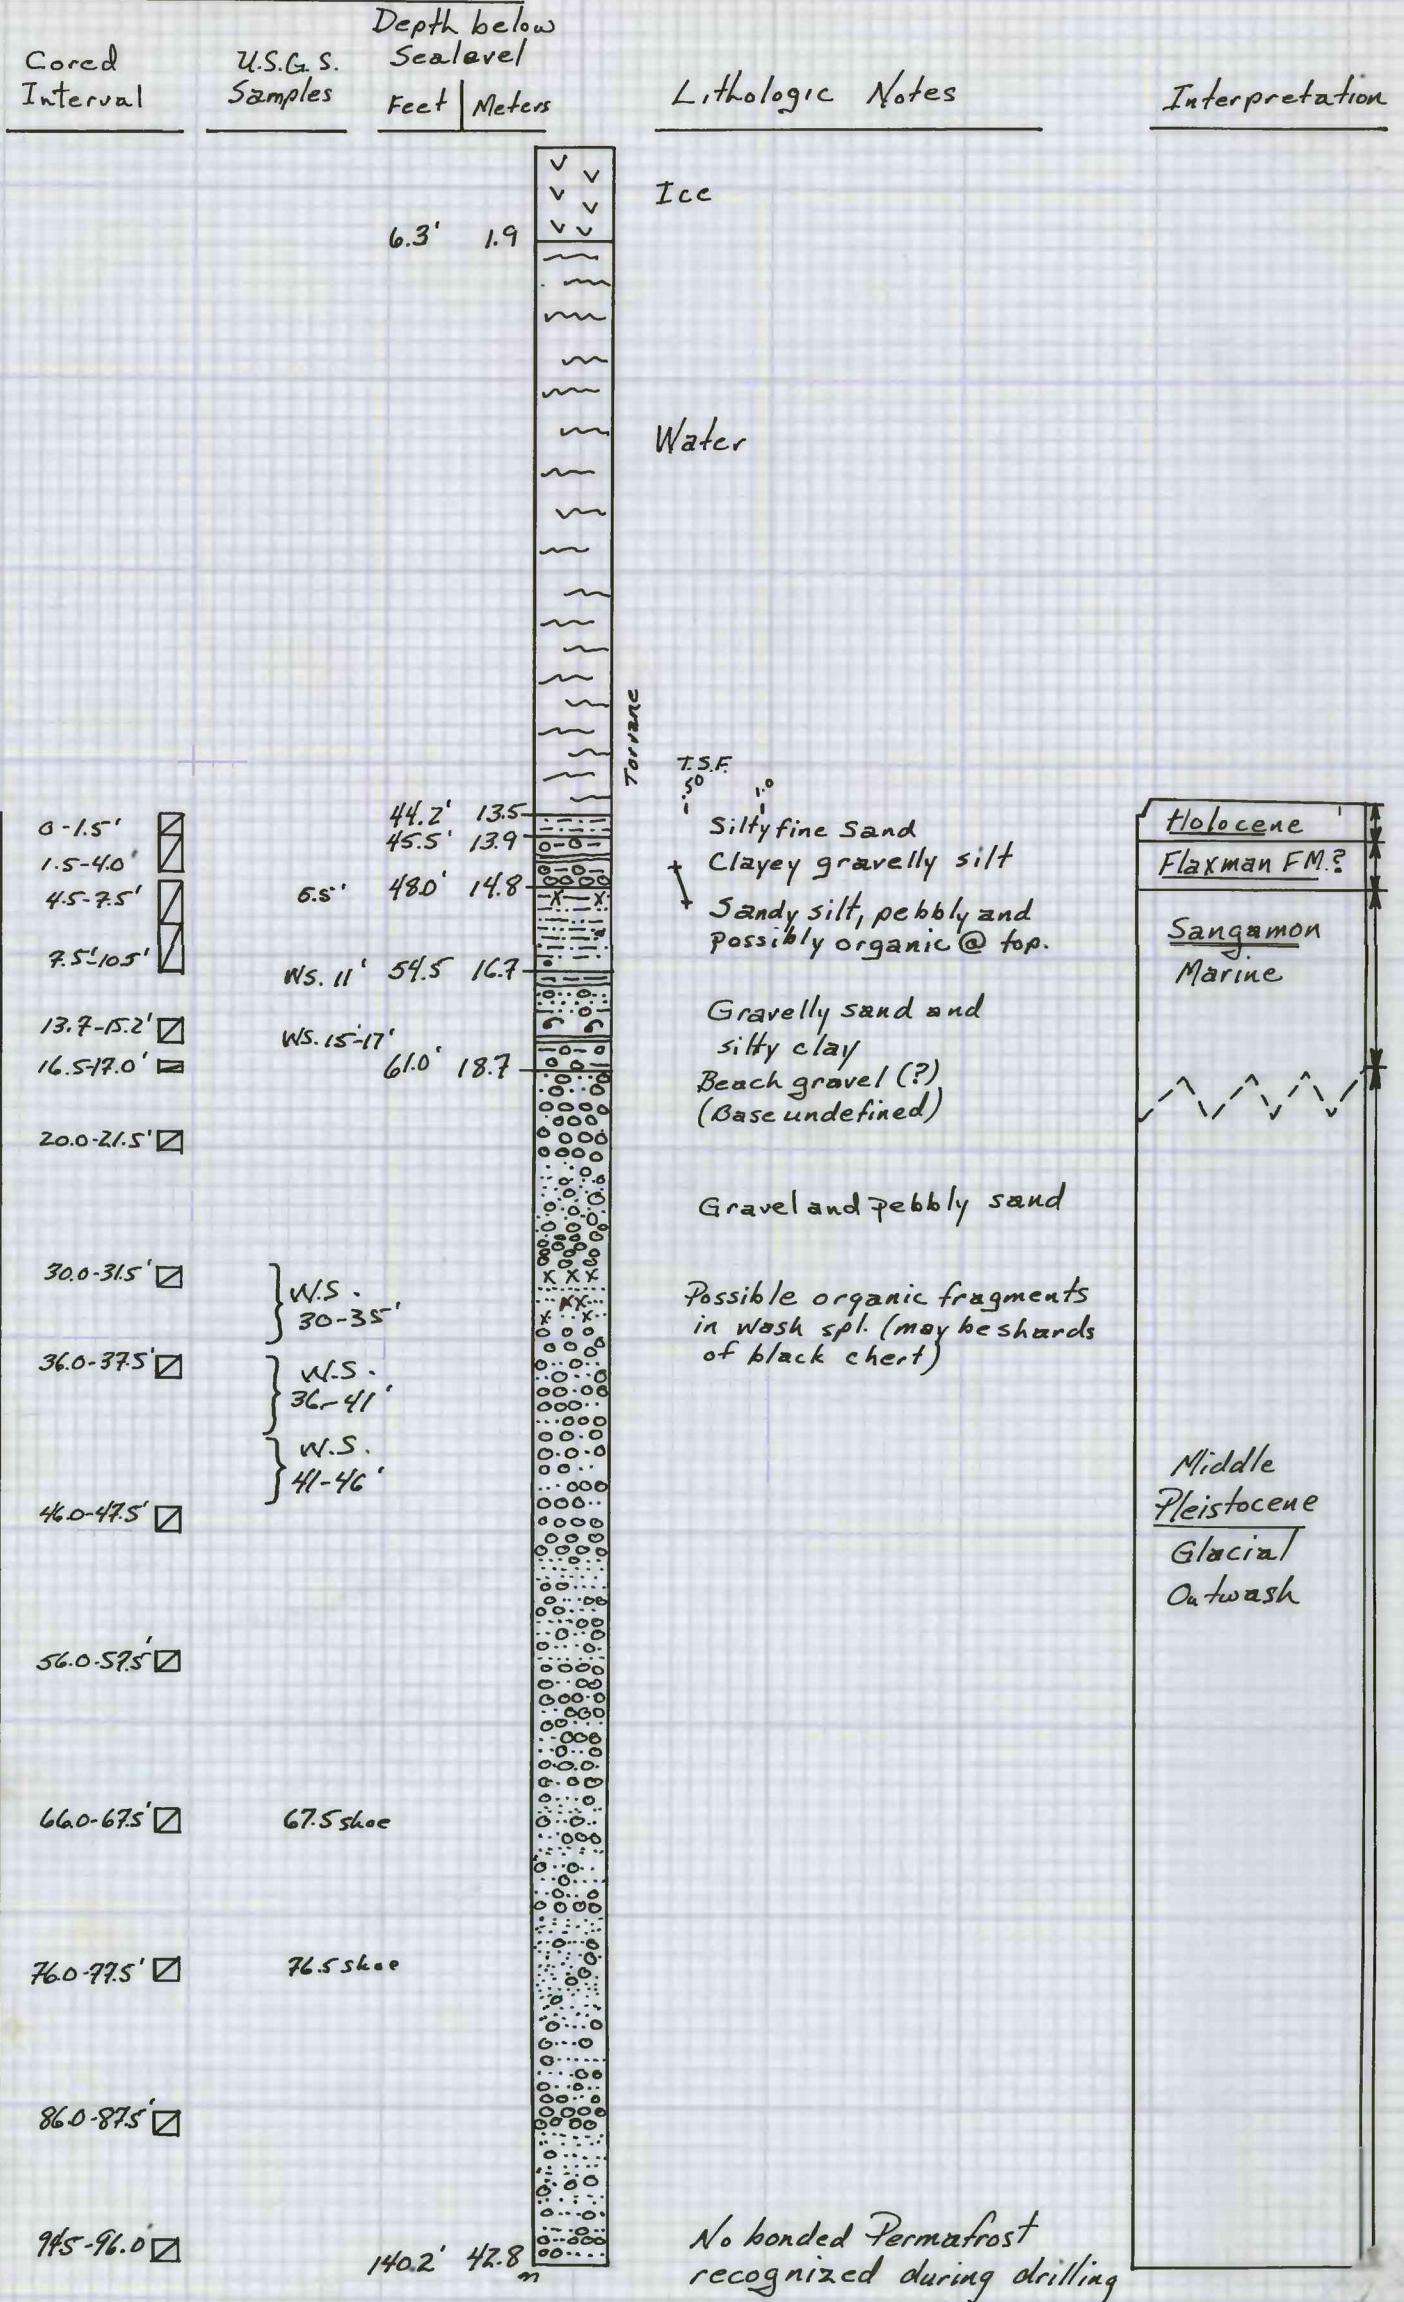 Depth below
Cored
Interval
U.S.G.S.
Samples
Sealevel
Feet | Meters
Lithologic Notes
Interpretation
Ice
6.3' 1.9
Water
Torvane
T.S.F.
.50 1.0
0-1.5'
44.2' 13.5
Silty fine Sand
Holocene
1.5-4.0'
45.5' 13.9
Clayey gravelly silt
Flaxman FM.?
4.5-7.5'
6.5'
48.0' 14.8
Sandy silt, pebbly and
possibly organic @ top.
Sangamon
Marine
7.5'-10.5'
WS. 11'
54.5 16.7
Gravelly sand and
silty clay
13.7-15.2'
WS. 15'-17'
16.5-17.0'
61.0' 18.7
Beach gravel (?)
(Base undefined)
20.0-21.5'
Gravel and pebbly sand
30.0-31.5'
W.S.
30-35'
Possible organic fragments
in wash spl. (may be shards
of black chert)
36.0-37.5'
W.S.
36-41'
W.S.
41-46'
Middle
Pleistocene
Glacial
Outwash
46.0-47.5'
56.0-57.5'
66.0-67.5'
67.5 shoe
76.0-77.5'
76.5 shoe
86.0-87.5'
94.5-96.0'
140.2' 42.8
No bonded Permafrost
recognized during drilling